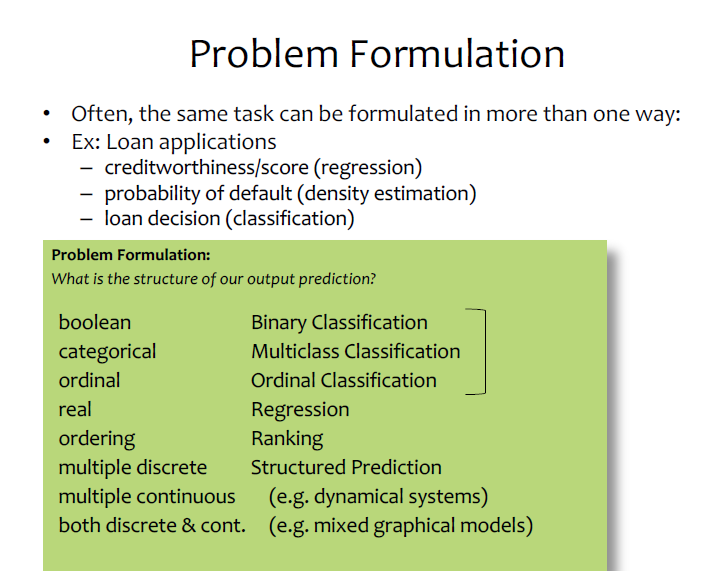 Problem Formulation
• Often, the same task can be formulated in more than one way:
• Ex: Loan applications
– creditworthiness/score (regression)
– probability of default (density estimation)
– loan decision (classification)
Problem Formulation:
What is the structure of our output prediction?
boolean Binary Classification
categorical Multiclass Classification
ordinal Ordinal Classification
real Regression
ordering Ranking
multiple discrete Structured Prediction
multiple continuous (e.g. dynamical systems)
both discrete & cont. (e.g. mixed graphical models)